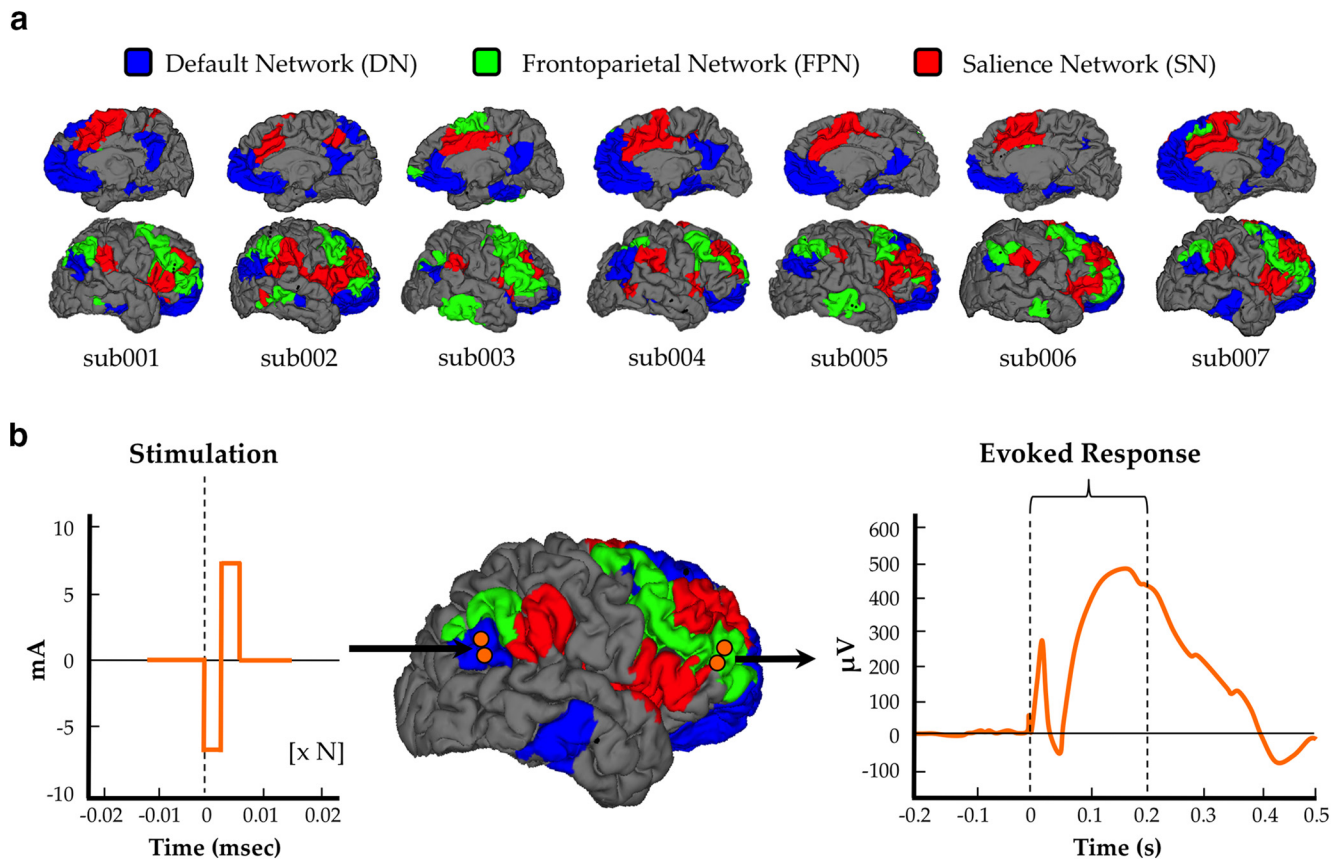 a
Default Network (DN) Frontoparietal Network (FPN) Salience Network (SN)
sub001 sub002 sub003 sub004 sub005 sub006 sub007
b
Stimulation
mA
10
5
0
-5
-10
[x N]
-0.02 -0.01 0 0.01 0.02
Time (msec)
Evoked Response
µV
600
500
400
300
200
100
0
-100
-0.2 -0.1 0 0.1 0.2 0.3 0.4 0.5
Time (s)